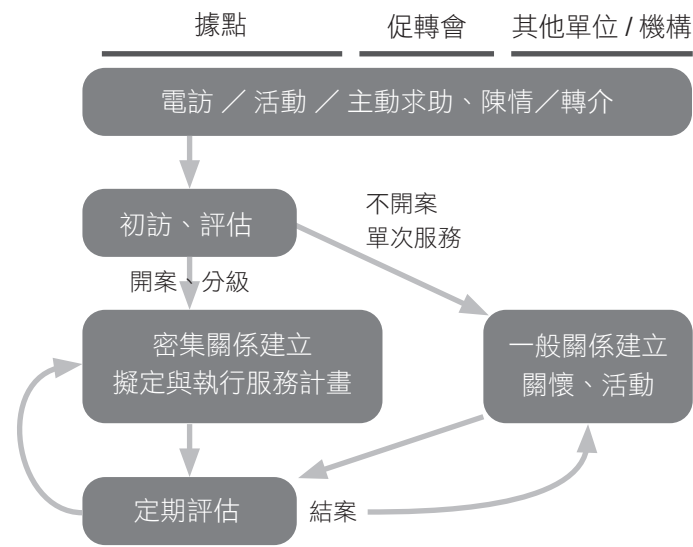 據點
促轉會
其他單位 / 機構
電訪 ／ 活動 ／ 主動求助、陳情／轉介
初訪、評估
不開案
單次服務
開案、分級
密集關係建立
擬定與執行服務計畫
一般關係建立
關懷、活動
定期評估
結案